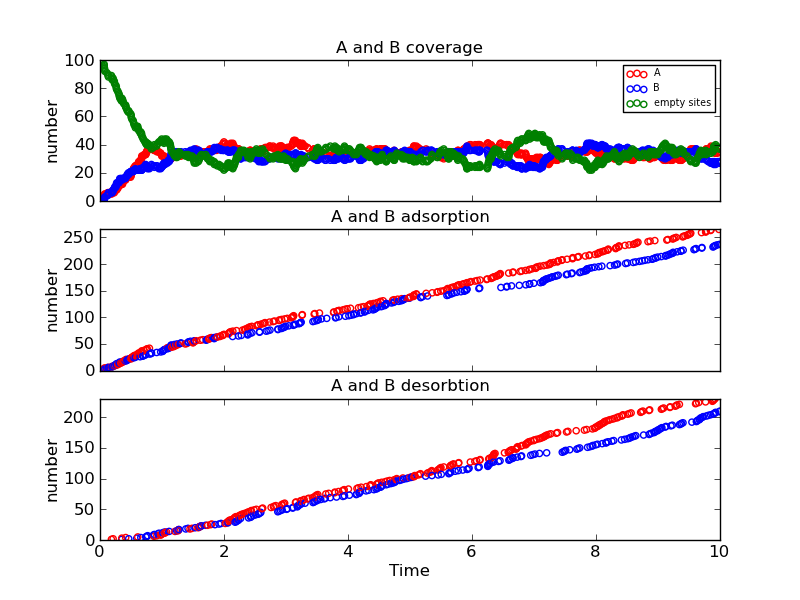 A and B coverage
100
80
60
40
20
0
number
A
B
empty sites
A and B adsorption
250
200
150
100
50
0
number
A and B desorbtion
200
150
100
50
0
number
0 2 4 6 8 10
Time